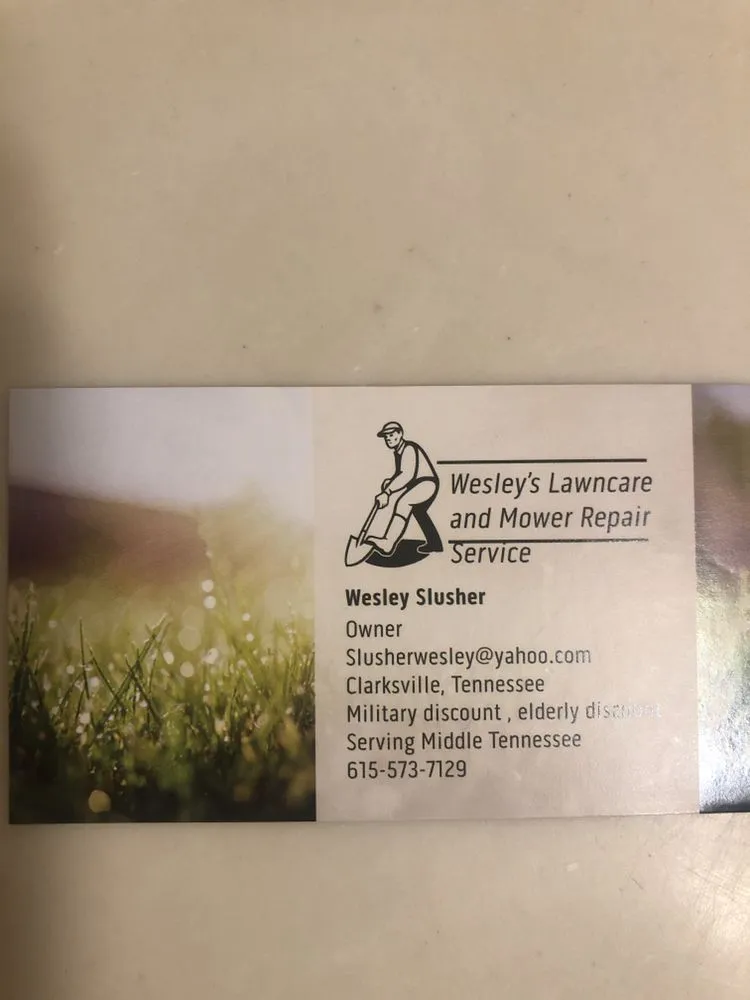 Wesley's Lawncare
and Mower Repair
Service
Wesley Slusher
Owner
Slusherwesley@yahoo.com
Clarksville, Tennessee
Military discount , elderly discount
Serving Middle Tennessee
615-573-7129